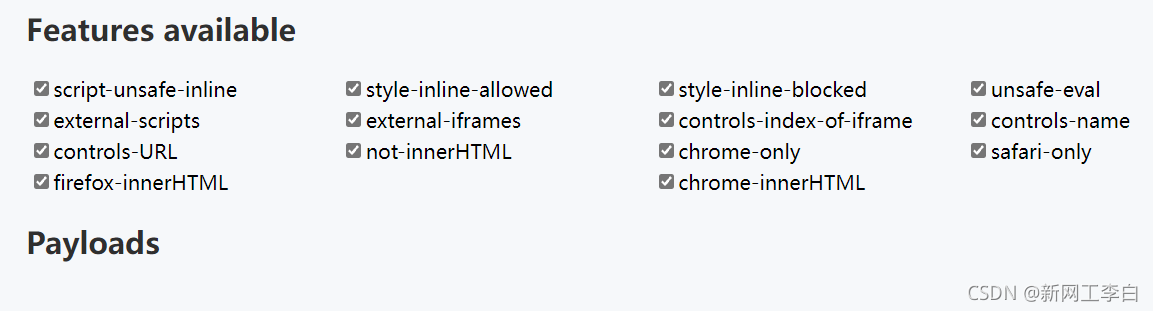 Features available
script-unsafe-inline style-inline-allowed style-inline-blocked unsafe-eval
external-scripts external-iframes controls-index-of-iframe controls-name
controls-URL not-innerHTML chrome-only safari-only
firefox-innerHTML chrome-innerHTML
Payloads
CSDN @新网工李白